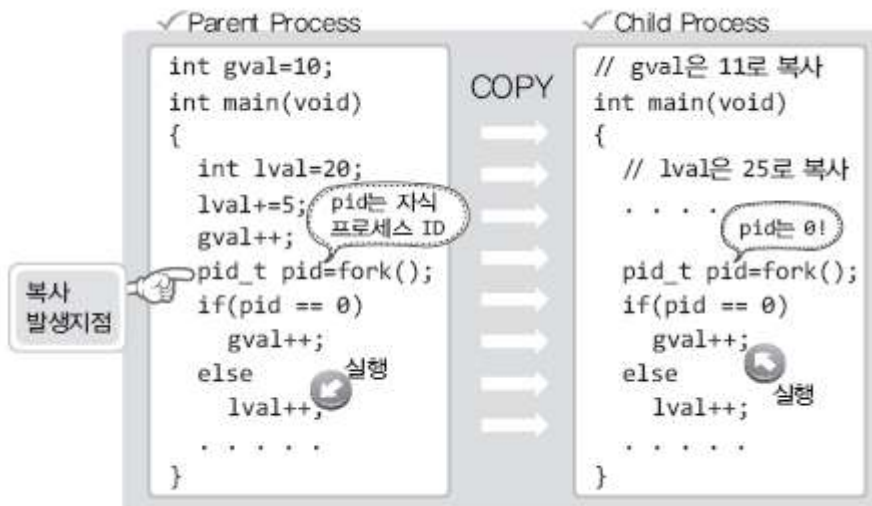 Parent Process
int gval=10;
int main(void)
{
int lval=20;
lval+=5;
gval++;
pid는 자식
프로세스 ID
pid_t pid=fork();
if(pid == 0)
gval++;
else
lval++;
실행
. . . . .
}
복사
발생지점
COPY
Child Process
// gval은 11로 복사
int main(void)
{
// lval은 25로 복사
. . . .
pid는 0!
pid_t pid=fork();
if(pid == 0)
gval++;
else
실행
lval++;
. . . . .
}